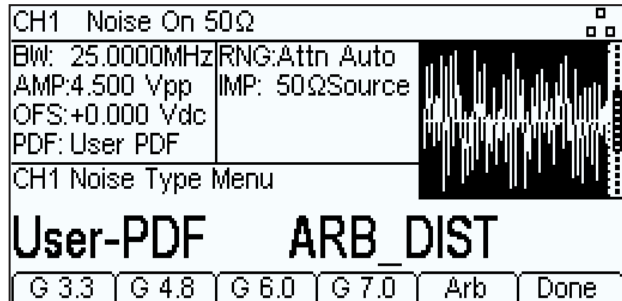 CH1 Noise On 50Ω
BW: 25.0000MHz RNG:Attn Auto
AMP:4.500 Vpp IMP: 50ΩSource
OFS:+0.000 Vdc
PDF: User PDF
CH1 Noise Type Menu
User-PDF ARB_DIST
G 3.3 G 4.8 G 6.0 G 7.0 Arb Done